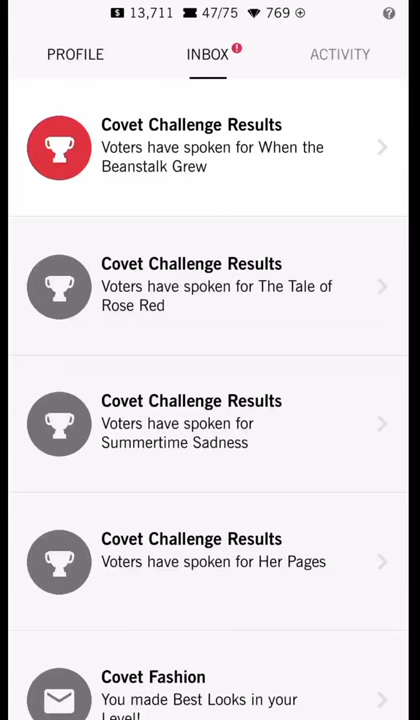 $ 13,711 47/75 769
?
PROFILE INBOX ! ACTIVITY
Covet Challenge Results
Voters have spoken for When the
Beanstalk Grew
Covet Challenge Results
Voters have spoken for The Tale of
Rose Red
Covet Challenge Results
Voters have spoken for
Summertime Sadness
Covet Challenge Results
Voters have spoken for Her Pages
Covet Fashion
You made Best Looks in your
Level!